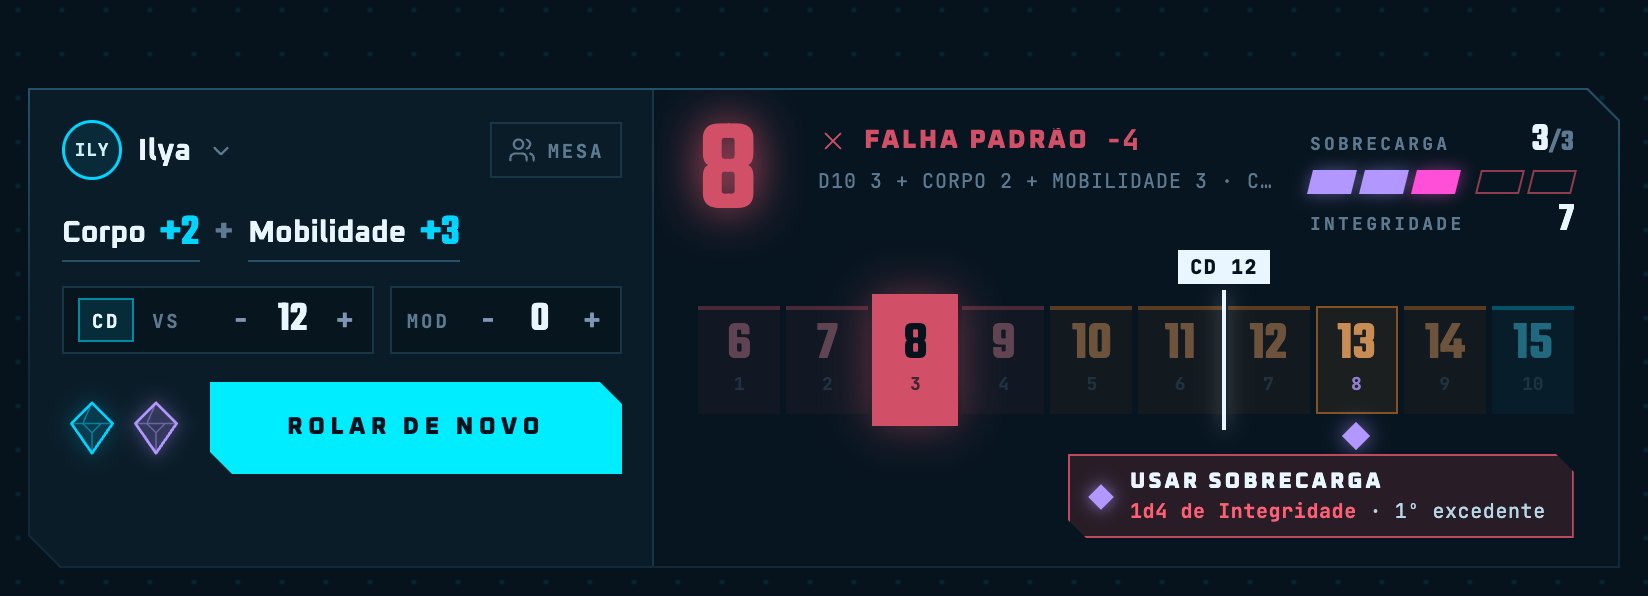 ILY Ilya
MESA
Corpo +2 + Mobilidade +3
CD VS - 12 +
MOD - 0 +
ROLAR DE NOVO
8
FALHA PADRÃO -4
D10 3 + CORPO 2 + MOBILIDADE 3 · C…
SOBRECARGA 3/3
INTEGRIDADE 7
CD 12
6 7 8 9 10 11 12 13 14 15
1 2 3 4 5 6 7 8 9 10
USAR SOBRECARGA
1d4 de Integridade · 1º excedente